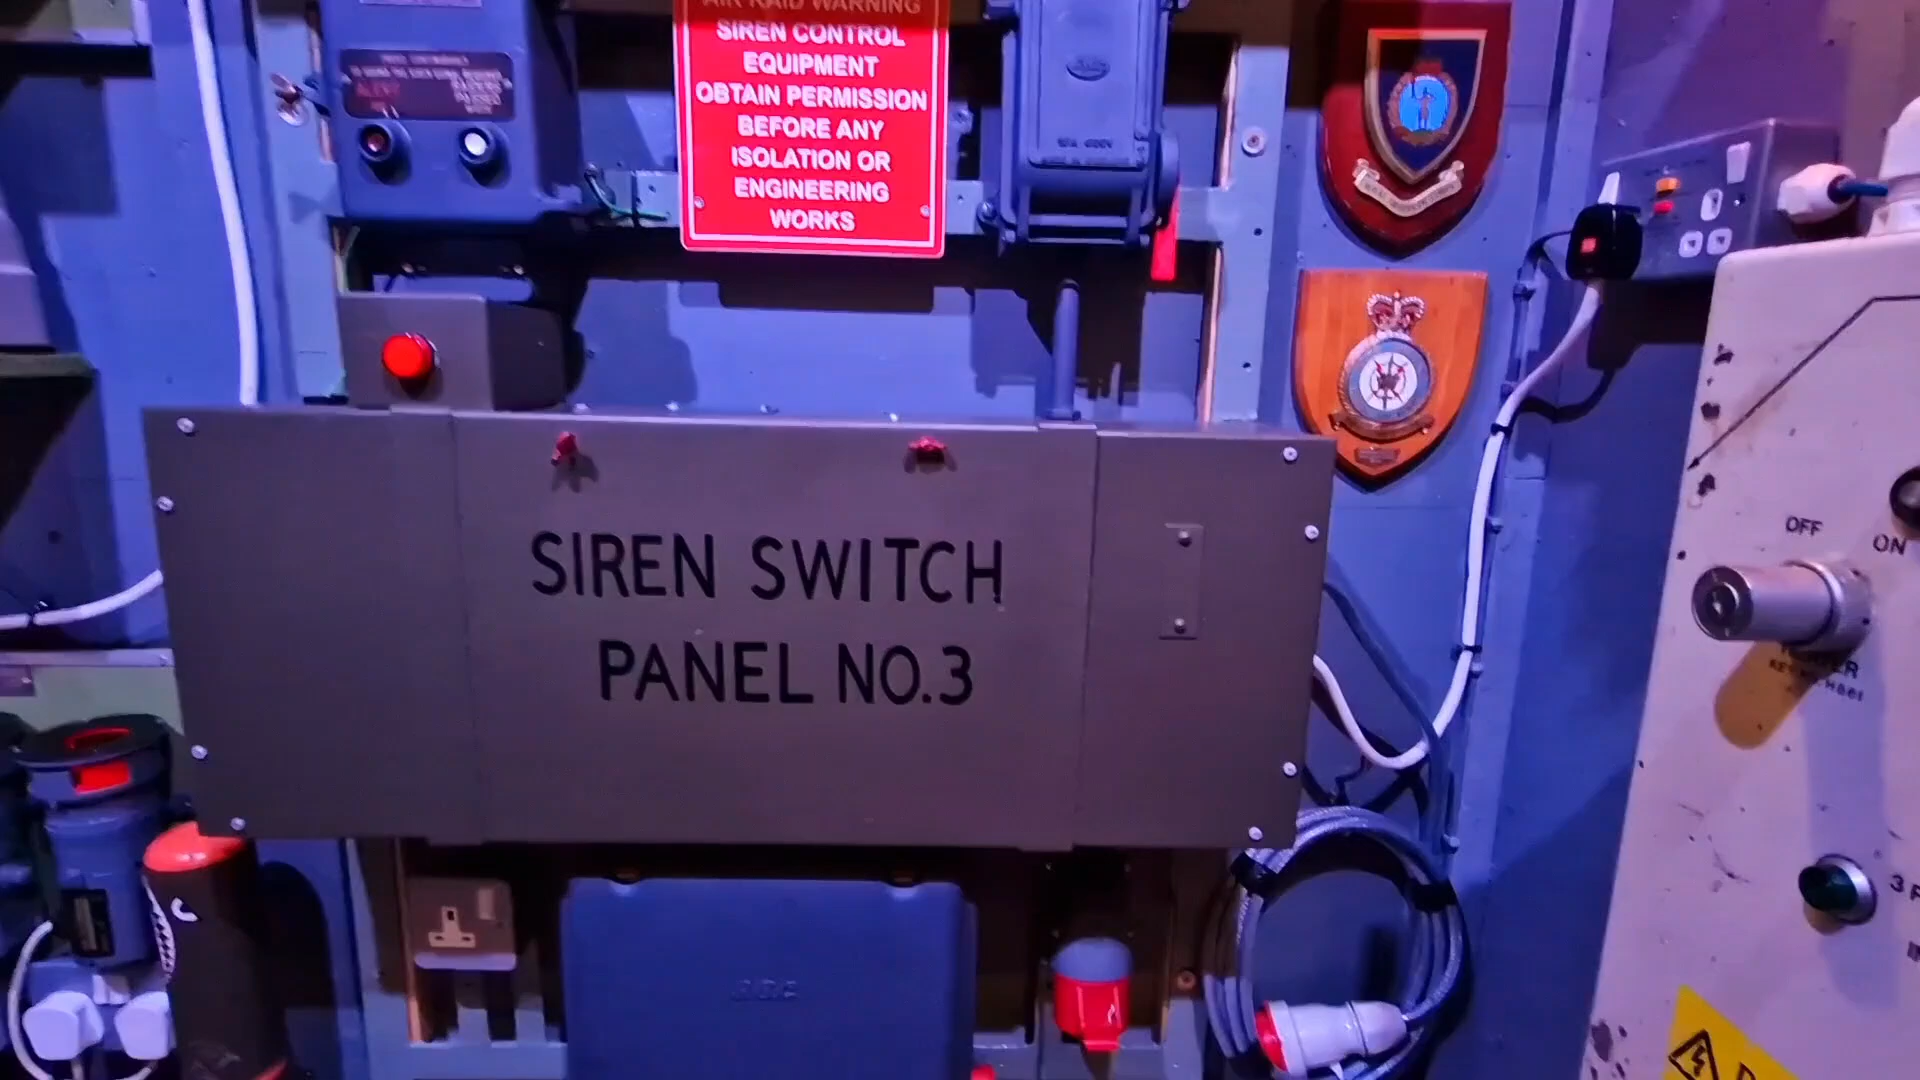 AIR RAID WARNING
SIREN CONTROL
EQUIPMENT
OBTAIN PERMISSION
BEFORE ANY
ISOLATION OR
ENGINEERING
WORKS
SIREN SWITCH
PANEL NO.3
OFF
ON
3 P